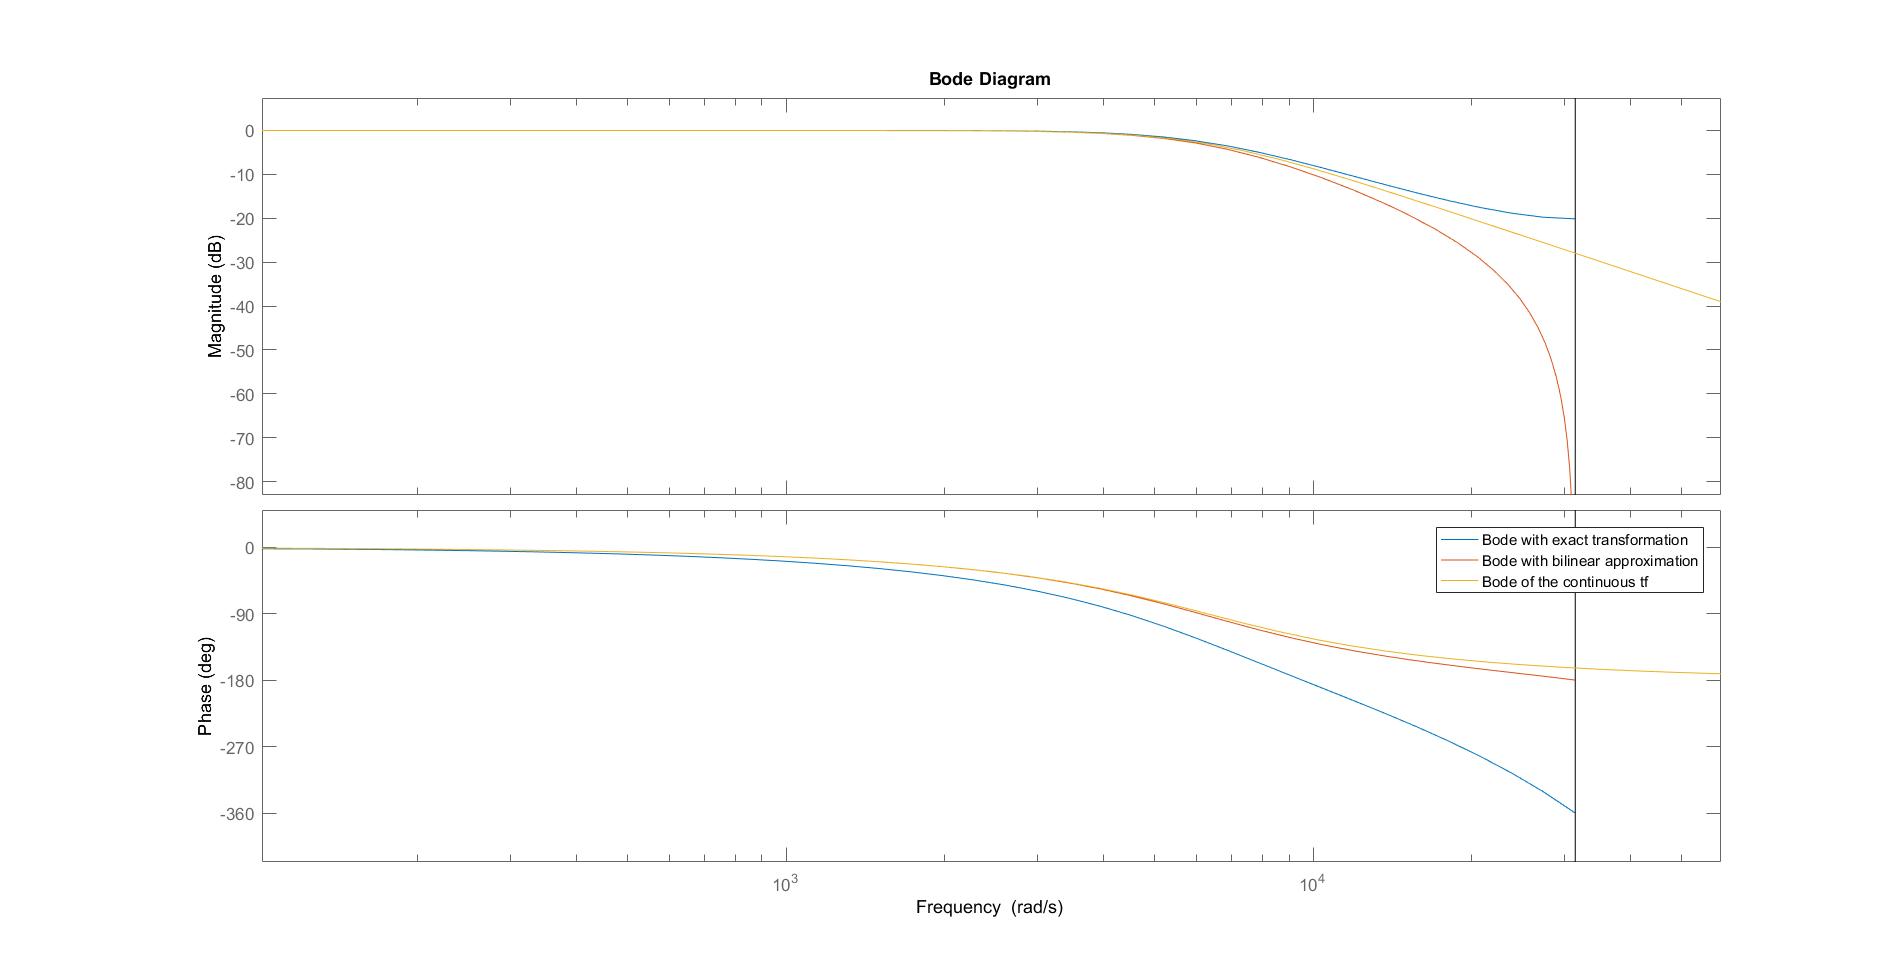 Bode Diagram
0
-10
-20
-30
-40
-50
-60
-70
-80
Magnitude (dB)
0
-90
-180
-270
-360
Phase (deg)
Bode with exact transformation
Bode with bilinear approximation
Bode of the continuous tf
10³
10⁴
Frequency (rad/s)